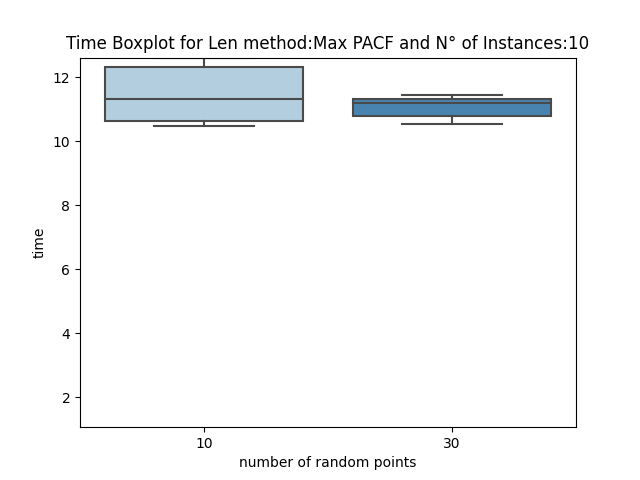 Time Boxplot for Len method:Max PACF and N° of Instances:10
12
10
8
6
4
2
time
10 30
number of random points